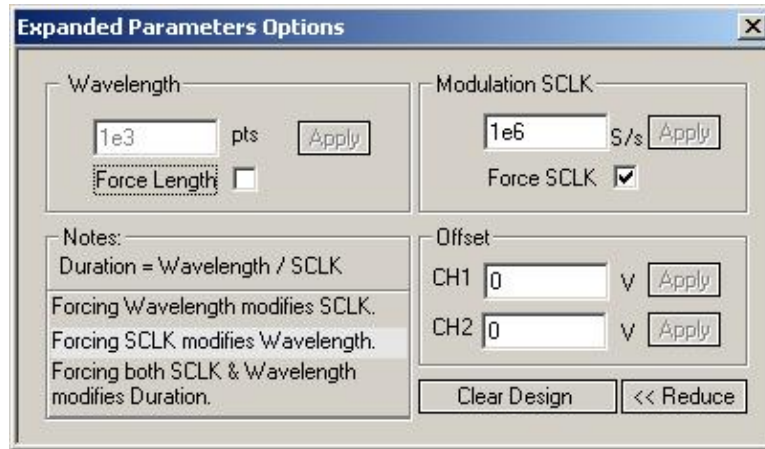 Expanded Parameters Options
Wavelength
1e3 pts Apply
Force Length
Modulation SCLK
1e6 S/s Apply
Force SCLK
Notes:
Duration = Wavelength / SCLK
Forcing Wavelength modifies SCLK.
Forcing SCLK modifies Wavelength.
Forcing both SCLK & Wavelength
modifies Duration.
Offset
CH1 0 V Apply
CH2 0 V Apply
Clear Design << Reduce